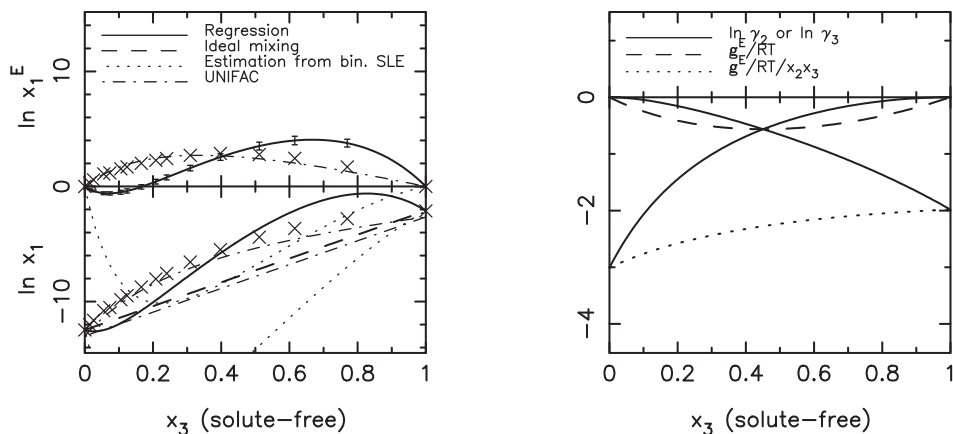 Regression
Ideal mixing
Estimation from bin. SLE
UNIFAC
ln x₁ᴱ
10
0
ln x₁
−10
0 0.2 0.4 0.6 0.8 1
x₃ (solute−free)
ln γ₂ or ln γ₃
gᴱ/RT
gᴱ/RT/x₂x₃
0
−2
−4
0 0.2 0.4 0.6 0.8 1
x₃ (solute−free)